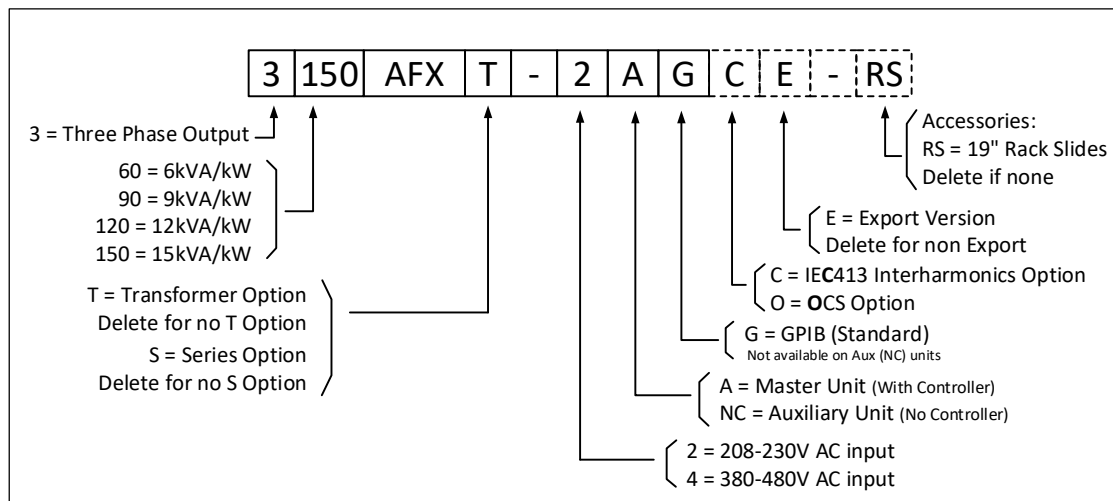 3 150 AFX T - 2 A G C E - RS
3 = Three Phase Output
60 = 6kVA/kW
90 = 9kVA/kW
120 = 12kVA/kW
150 = 15kVA/kW
T = Transformer Option
Delete for no T Option
S = Series Option
Delete for no S Option
Accessories:
RS = 19" Rack Slides
Delete if none
E = Export Version
Delete for non Export
C = IEC413 Interharmonics Option
O = OCS Option
G = GPIB (Standard)
Not available on Aux (NC) units
A = Master Unit (With Controller)
NC = Auxiliary Unit (No Controller)
2 = 208-230V AC input
4 = 380-480V AC input